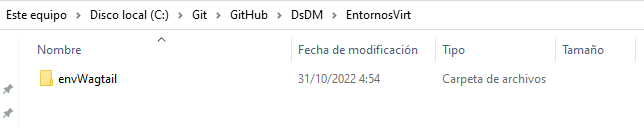 Este equipo > Disco local (C:) > Git > GitHub > DsDM > EntornosVirt
Nombre Fecha de modificación Tipo Tamaño
envWagtail 31/10/2022 4:54 Carpeta de archivos